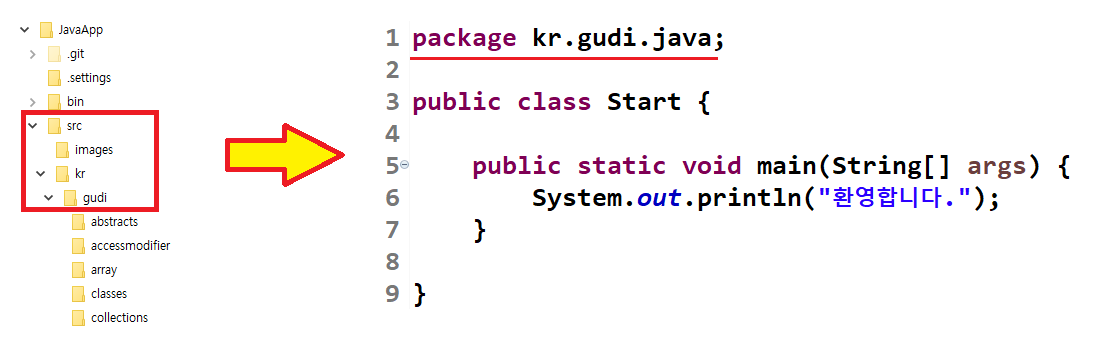 JavaApp
.git
.settings
bin
src
images
kr
gudi
abstracts
accessmodifier
array
classes
collections
1 package kr.gudi.java;
2
3 public class Start {
4
5 public static void main(String[] args) {
6 System.out.println("환영합니다.");
7 }
8
9 }